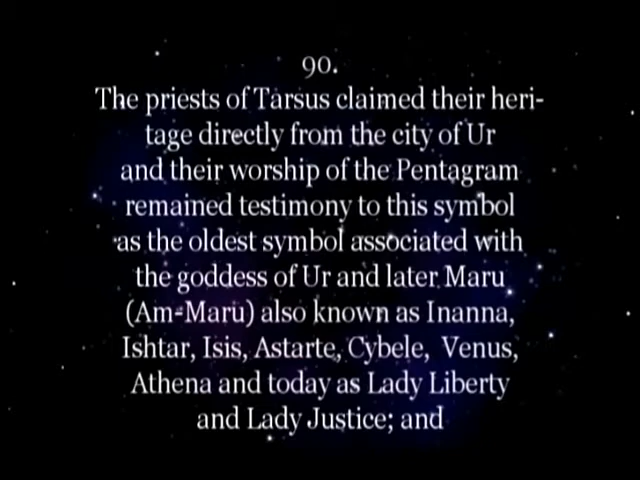 90.
The priests of Tarsus claimed their heri-
tage directly from the city of Ur
and their worship of the Pentagram
remained testimony to this symbol
as the oldest symbol associated with
the goddess of Ur and later Maru
(Am-Maru) also known as Inanna,
Ishtar, Isis, Astarte, Cybele, Venus,
Athena and today as Lady Liberty
and Lady Justice; and